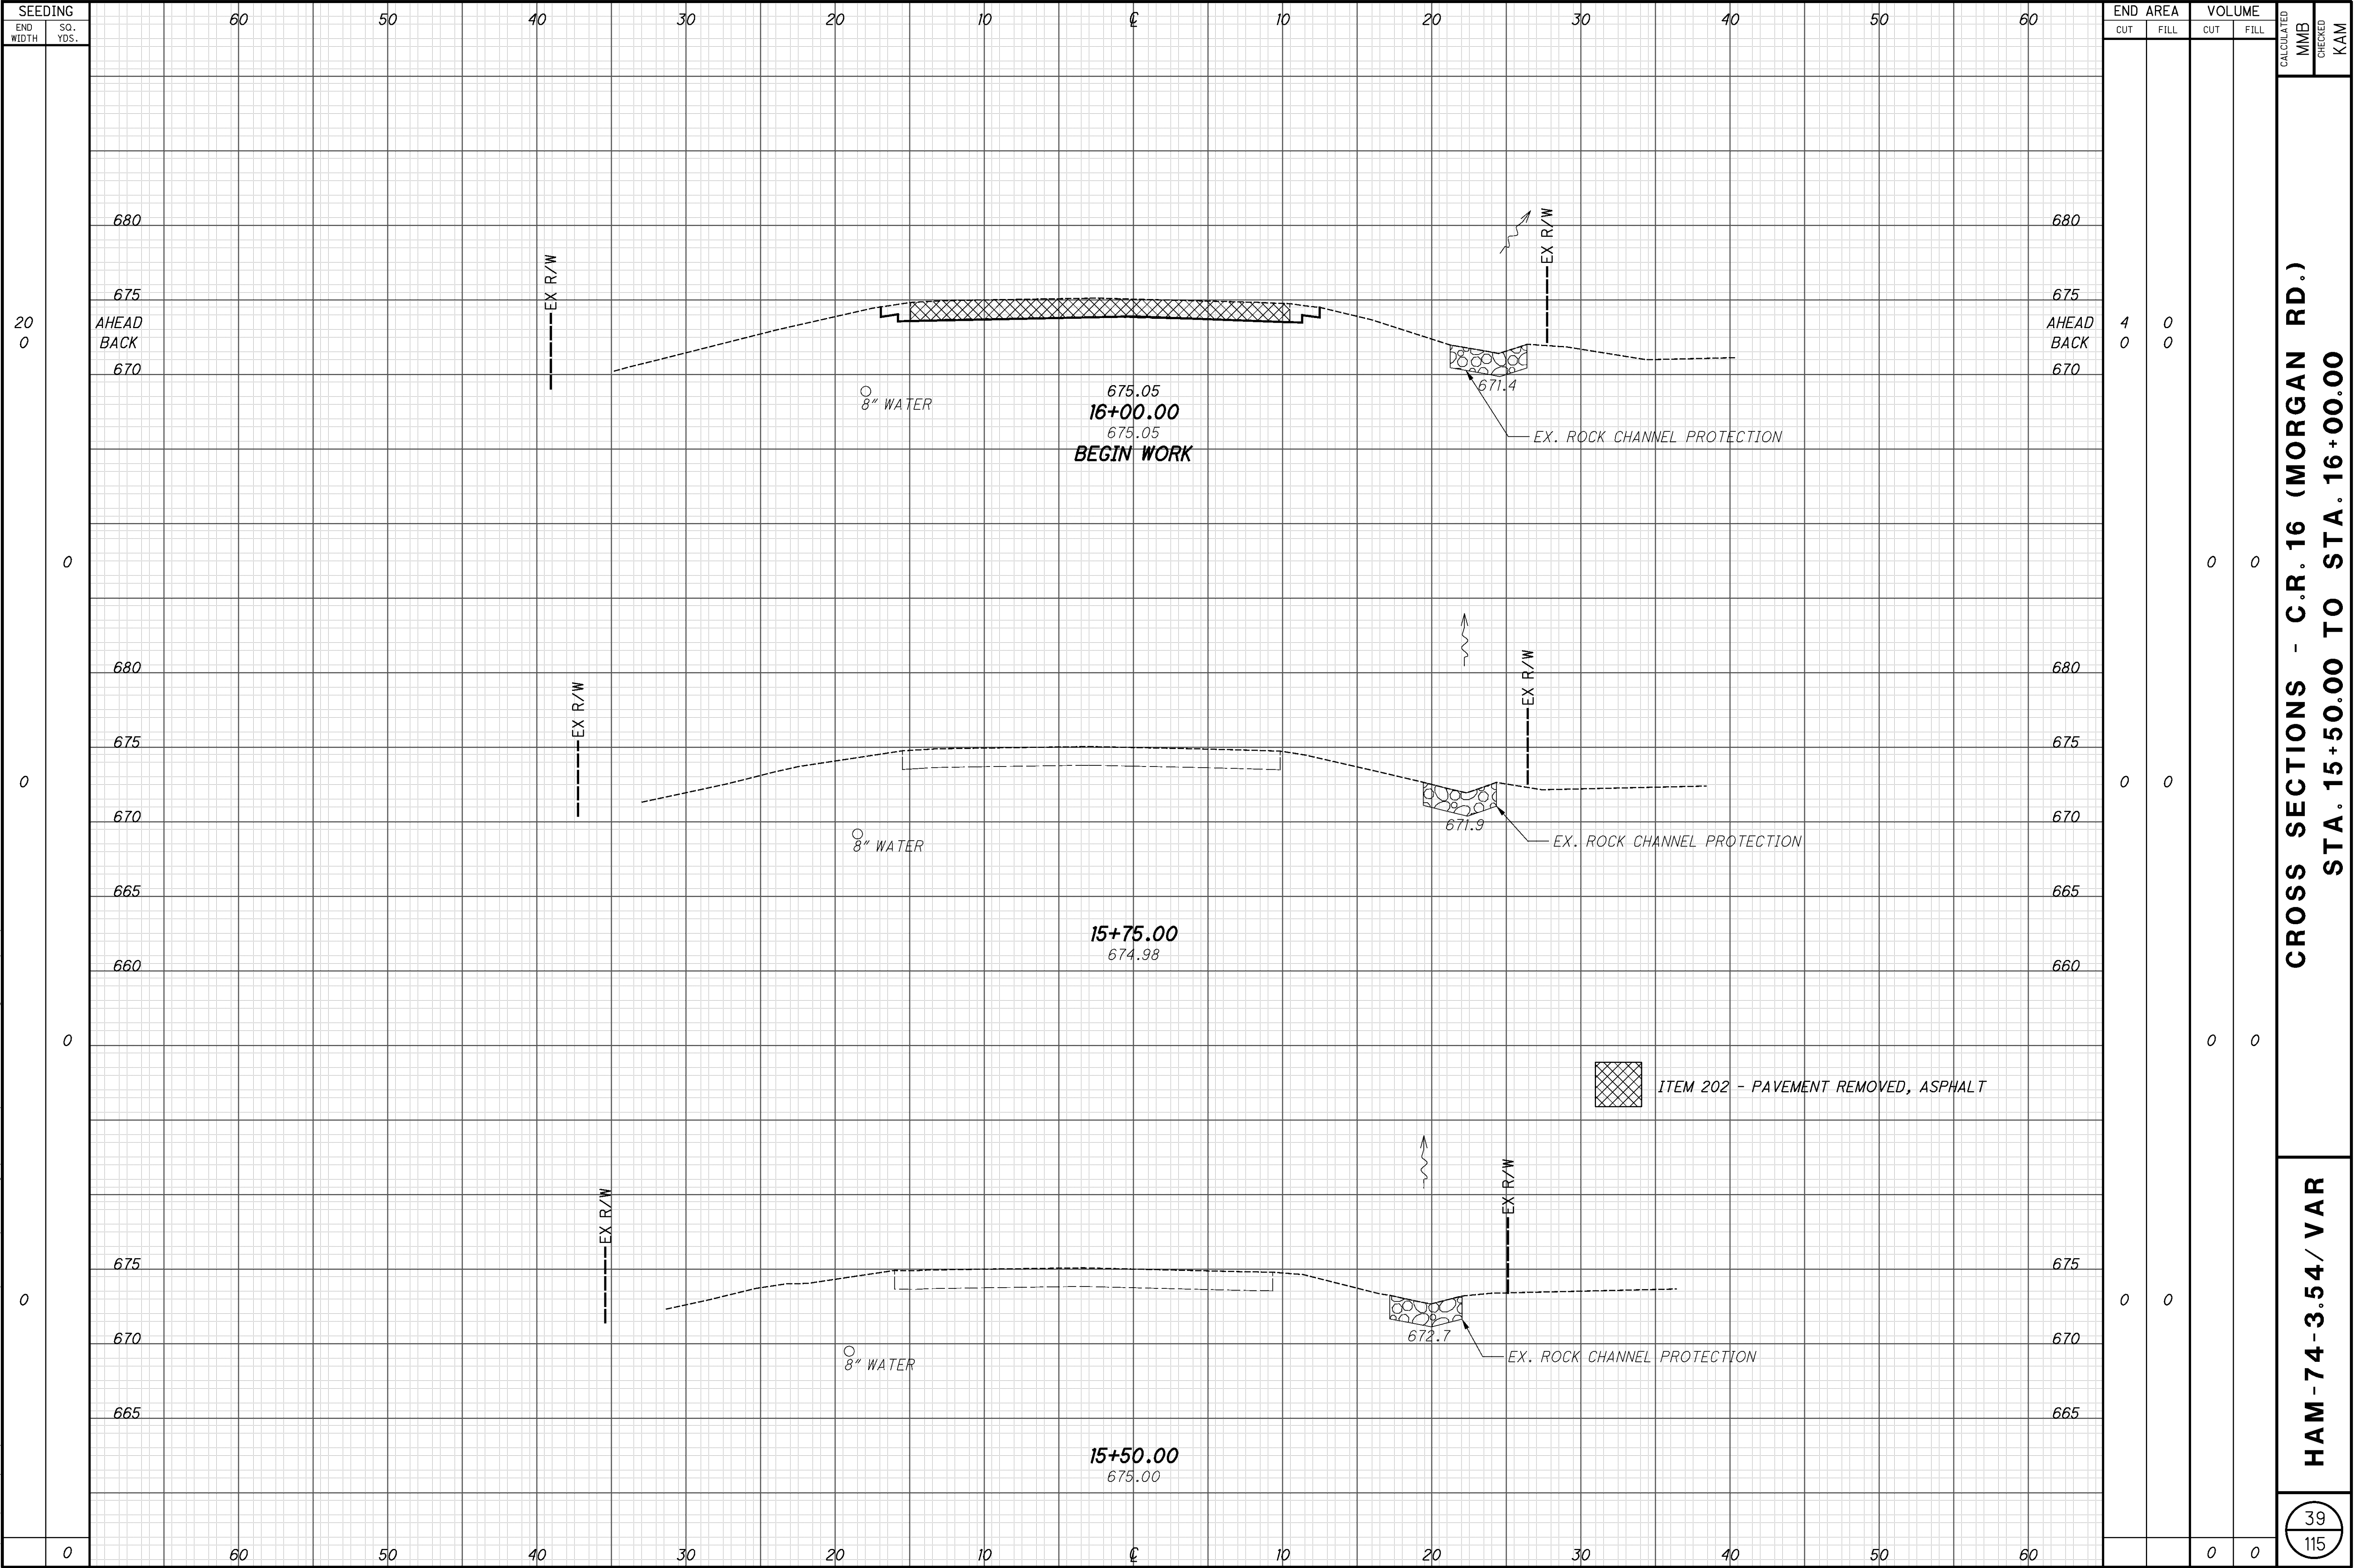 SEEDING
END WIDTH
SQ. YDS.
60 50 40 30 20 10 ℄ 10 20 30 40 50 60
END AREA
VOLUME
CUT FILL CUT FILL
CALCULATED
MMB
CHECKED
KAM
680 680
EX R/W
EX R/W
675 675
20 AHEAD AHEAD 4 0
0 BACK BACK 0 0
670 670
8" WATER
675.05
16+00.00
675.05
BEGIN WORK
671.4
EX. ROCK CHANNEL PROTECTION
0 0 0
680 680
EX R/W
EX R/W
675 675
0 0 0
670 670
8" WATER
671.9
EX. ROCK CHANNEL PROTECTION
665 665
15+75.00
674.98
660 660
0 0 0
ITEM 202 - PAVEMENT REMOVED, ASPHALT
EX R/W
EX R/W
675 675
0 0 0
670 670
8" WATER
672.7
EX. ROCK CHANNEL PROTECTION
665 665
15+50.00
675.00
0 60 50 40 30 20 10 ℄ 10 20 30 40 50 60 0 0
CROSS SECTIONS - C.R. 16 (MORGAN RD.)
STA. 15+50.00 TO STA. 16+00.00
HAM-74-3.54/VAR
39
115